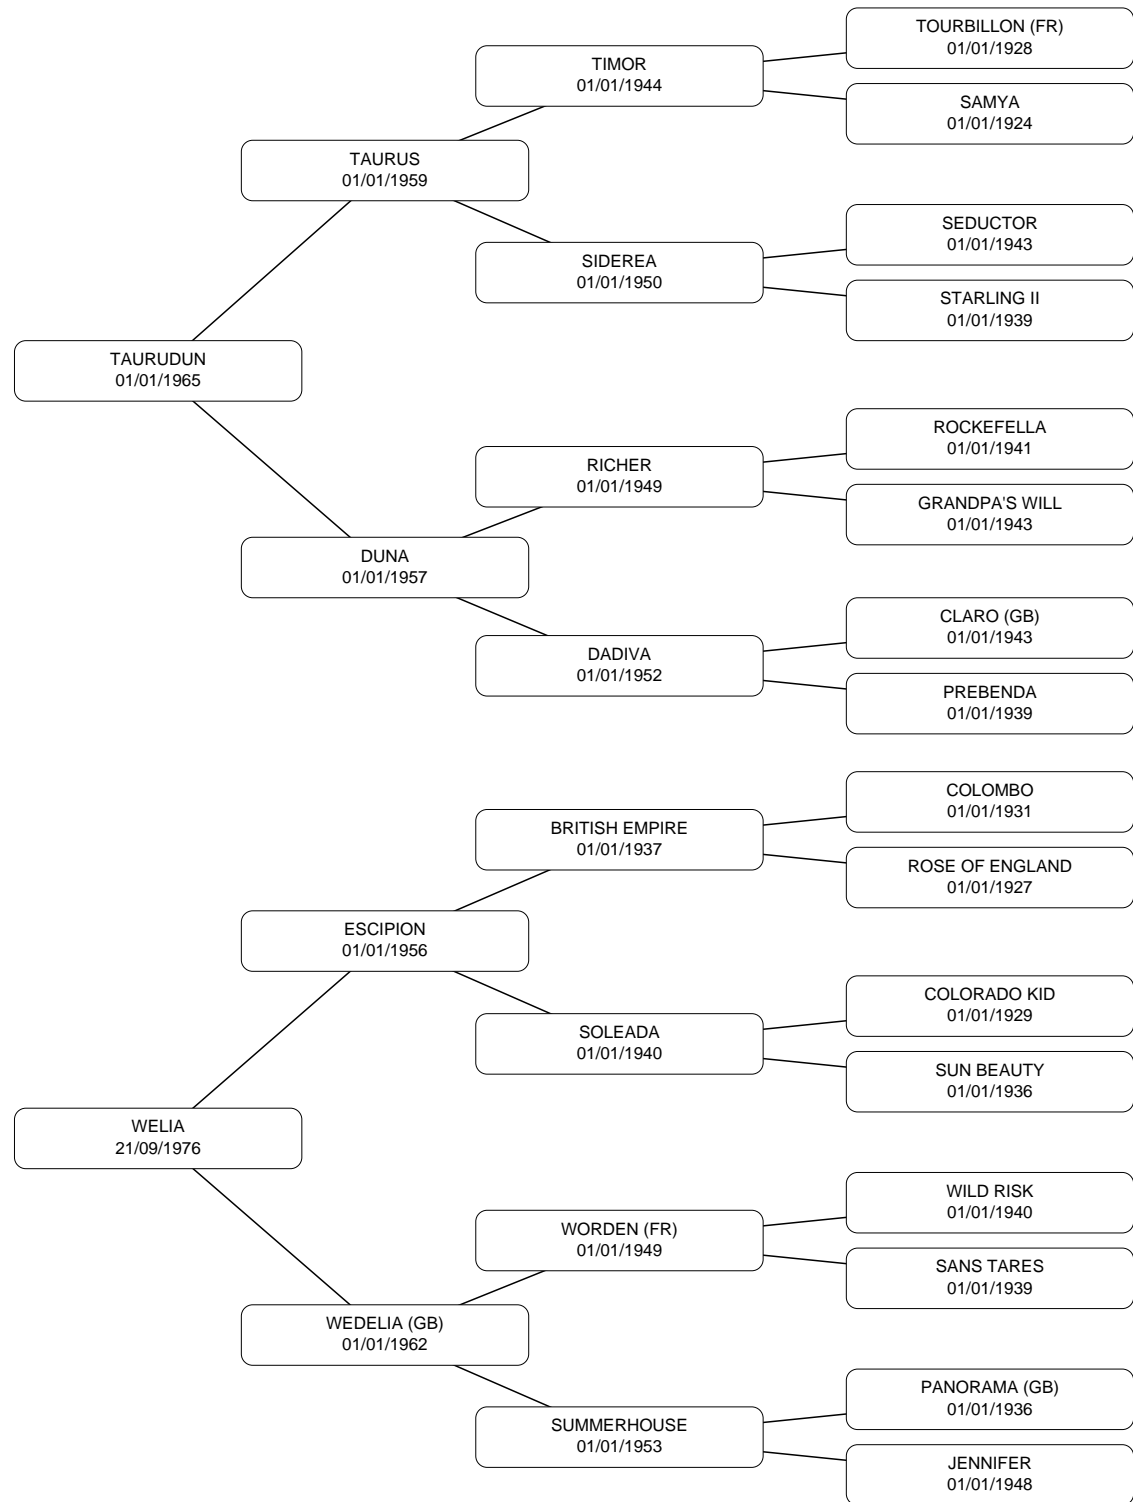 TOURBILLON (FR)
01/01/1928
TIMOR
01/01/1944
SAMYA
01/01/1924
TAURUS
01/01/1959
SEDUCTOR
01/01/1943
SIDEREA
01/01/1950
STARLING II
01/01/1939
TAURUDUN
01/01/1965
ROCKEFELLA
01/01/1941
RICHER
01/01/1949
GRANDPA'S WILL
01/01/1943
DUNA
01/01/1957
CLARO (GB)
01/01/1943
DADIVA
01/01/1952
PREBENDA
01/01/1939
COLOMBO
01/01/1931
BRITISH EMPIRE
01/01/1937
ROSE OF ENGLAND
01/01/1927
ESCIPION
01/01/1956
COLORADO KID
01/01/1929
SOLEADA
01/01/1940
SUN BEAUTY
01/01/1936
WELIA
21/09/1976
WILD RISK
01/01/1940
WORDEN (FR)
01/01/1949
SANS TARES
01/01/1939
WEDELIA (GB)
01/01/1962
PANORAMA (GB)
01/01/1936
SUMMERHOUSE
01/01/1953
JENNIFER
01/01/1948